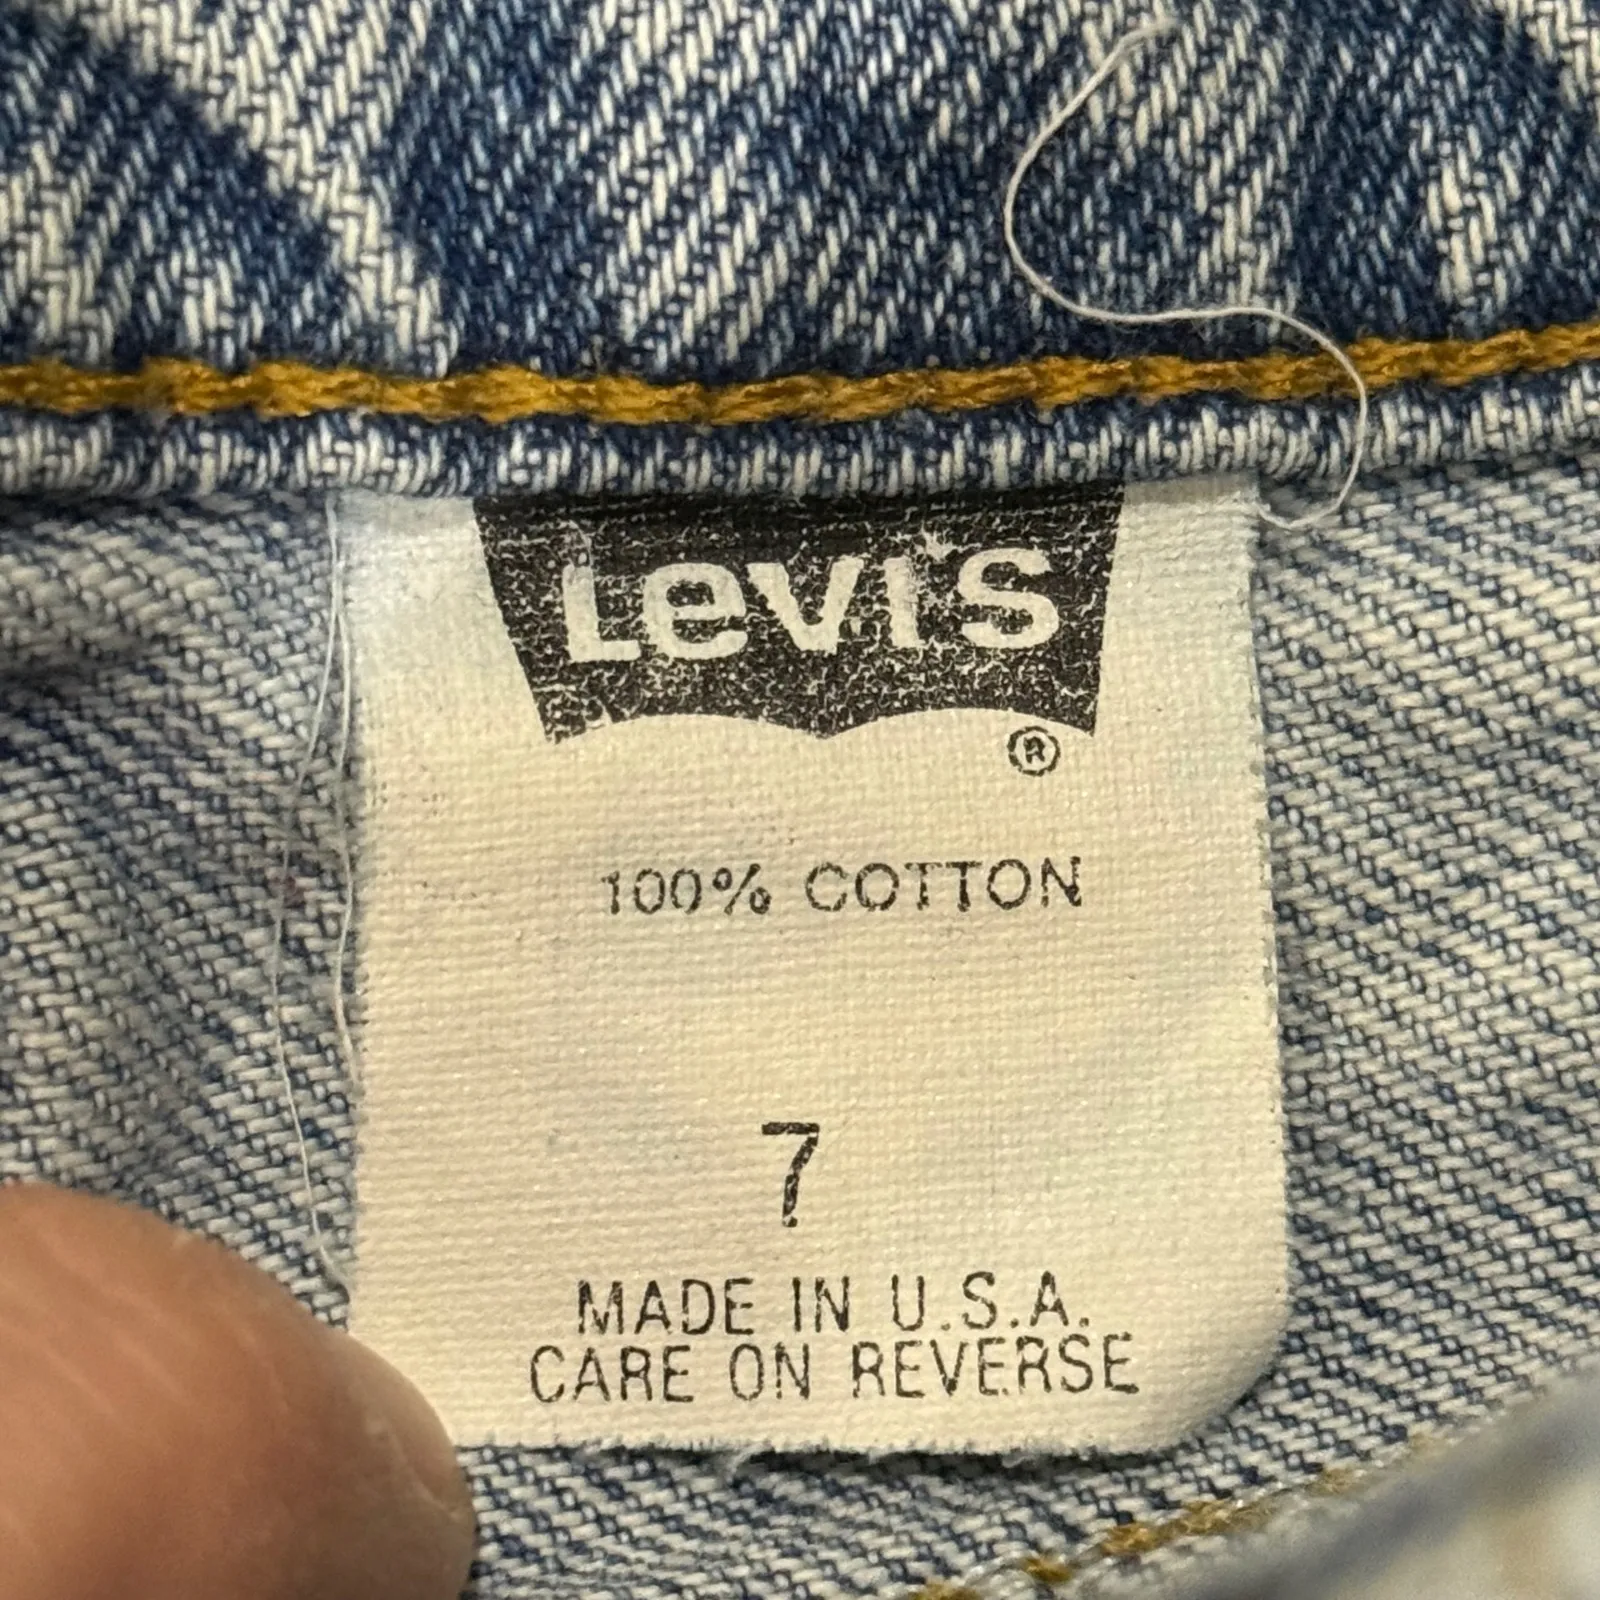 Levi's
®
100% COTTON
7
MADE IN U.S.A.
CARE ON REVERSE